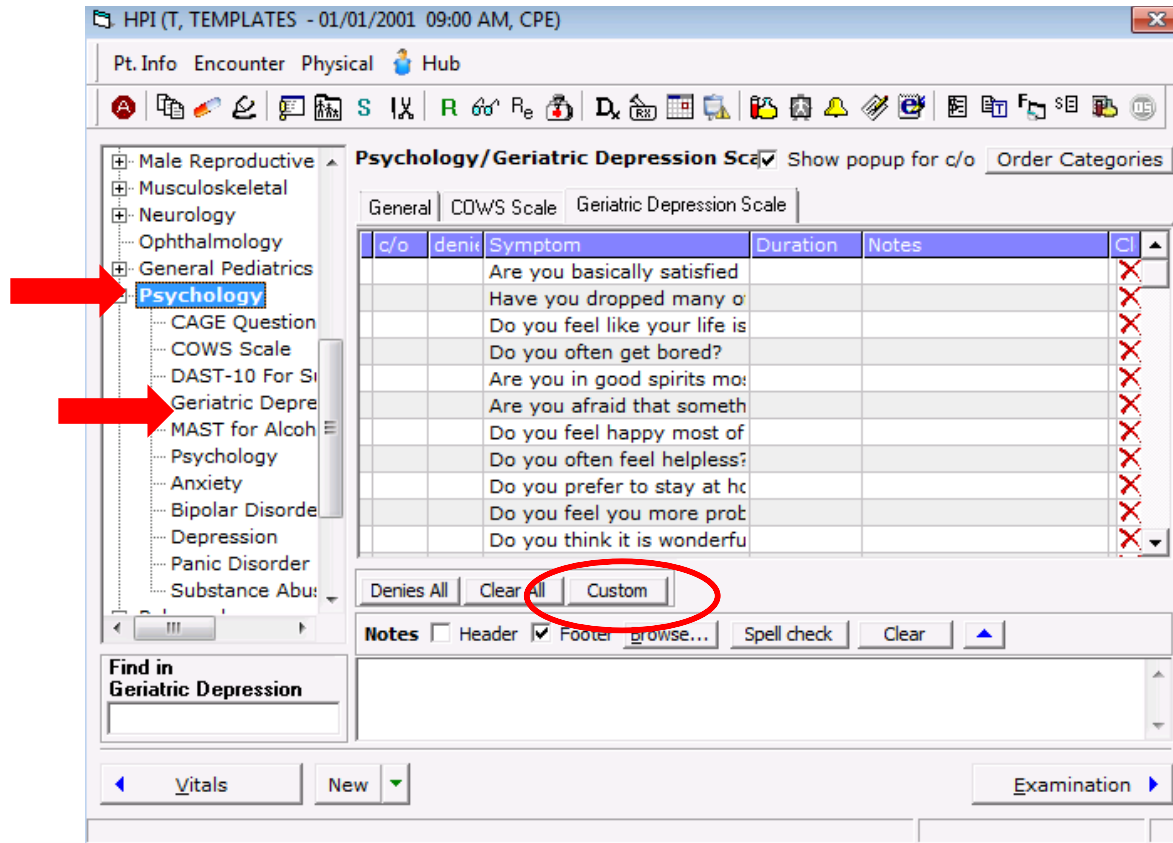 HPI (T, TEMPLATES - 01/01/2001 09:00 AM, CPE)
Pt. Info Encounter Physical Hub
S R Re Dx RX
Male Reproductive
Musculoskeletal
Neurology
Ophthalmology
General Pediatrics
Psychology
CAGE Question
COWS Scale
DAST-10 For Su
Geriatric Depre
MAST for Alcoh
Psychology
Anxiety
Bipolar Disorde
Depression
Panic Disorder
Substance Abu
Find in
Geriatric Depression
Psychology/Geriatric Depression Sca Show popup for c/o Order Categories
General COWS Scale Geriatric Depression Scale
c/o denie Symptom Duration Notes Cl
Are you basically satisfied
Have you dropped many o
Do you feel like your life is
Do you often get bored?
Are you in good spirits mos
Are you afraid that someth
Do you feel happy most of
Do you often feel helpless?
Do you prefer to stay at ho
Do you feel you more prob
Do you think it is wonderfu
Denies All Clear All Custom
Notes Header Footer Browse... Spell check Clear
Vitals New Examination